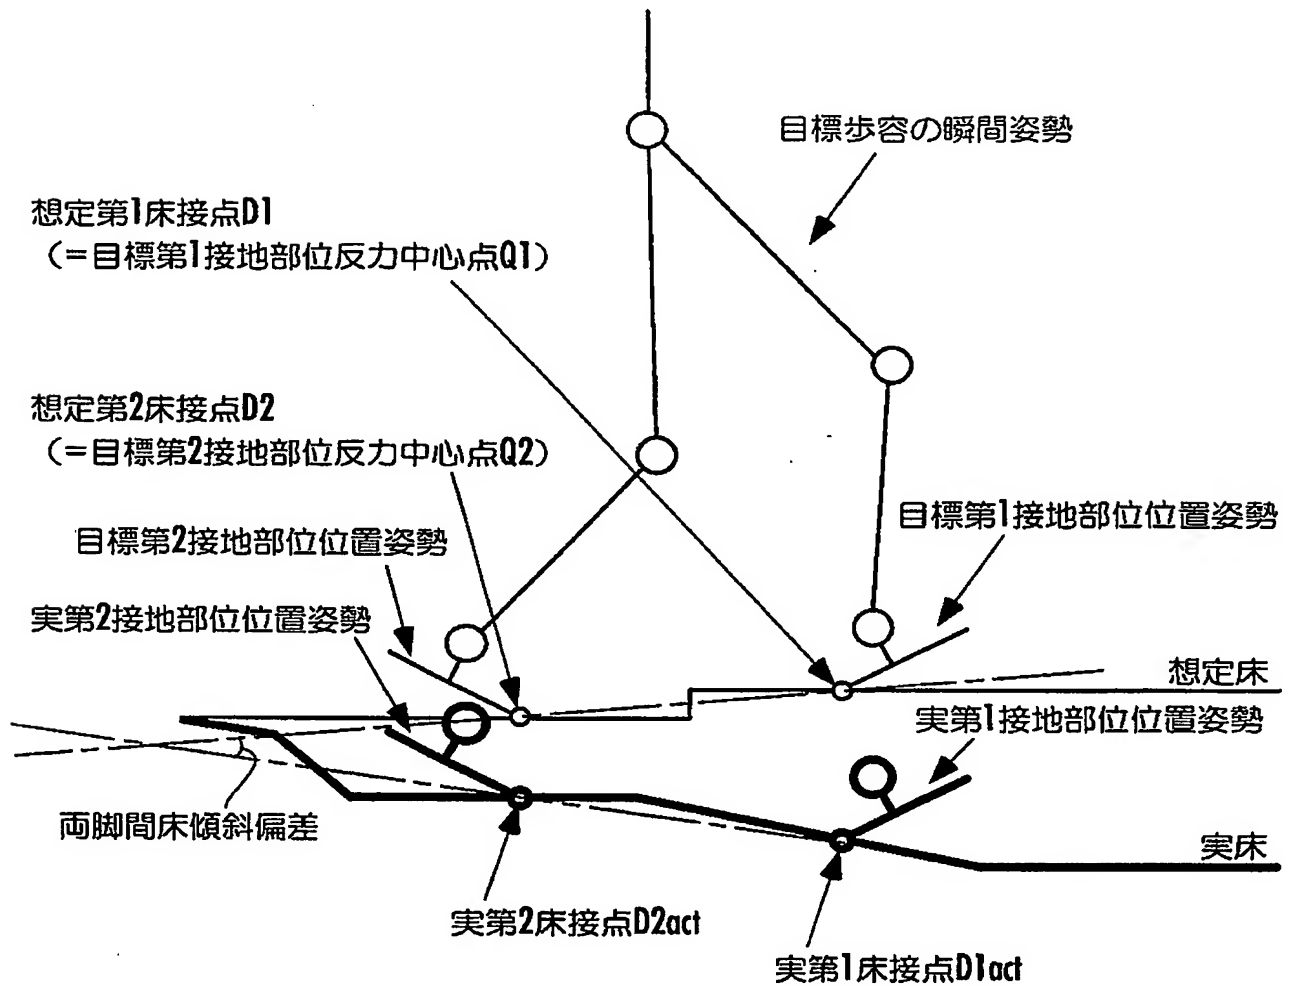 目標歩容の瞬間姿勢
想定第1床接点D1
(=目標第1接地部位反力中心点Q1)
想定第2床接点D2
(=目標第2接地部位反力中心点Q2)
目標第1接地部位位置姿勢
目標第2接地部位位置姿勢
実第2接地部位位置姿勢
想定床
実第1接地部位位置姿勢
両脚間床傾斜偏差
実床
実第2床接点D2act
実第1床接点D1act